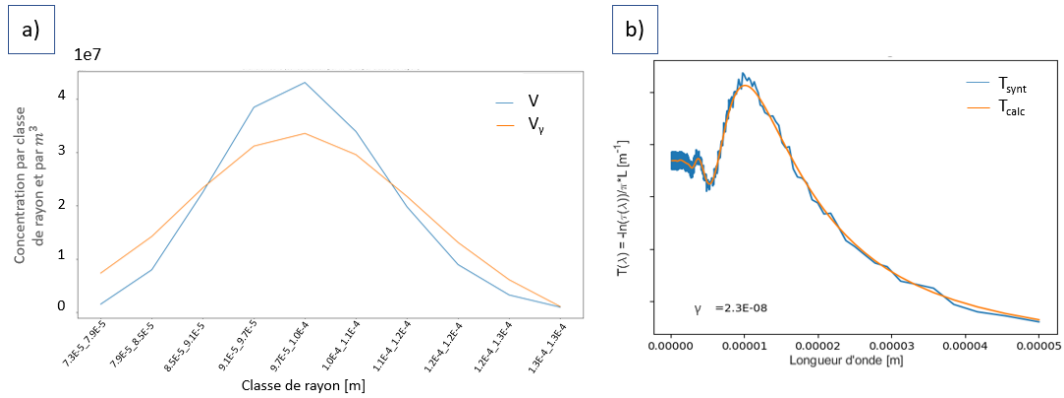 a)
1e7
Concentration par classe
de rayon et par m³
4
3
2
1
0
V
Vγ
7.3E-5_7.9E-5
7.9E-5_8.5E-5
8.5E-5_9.1E-5
9.1E-5_9.7E-5
9.7E-5_1.0E-4
1.0E-4_1.1E-4
1.1E-4_1.2E-4
1.2E-4_1.2E-4
1.2E-4_1.3E-4
1.3E-4_1.3E-4
Classe de rayon [m]
b)
T(λ) = -ln(τ(λ))/π*L [m⁻¹]
T_synt
T_calc
γ =2.3E-08
0.00000 0.00001 0.00002 0.00003 0.00004 0.00005
Longueur d'onde [m]